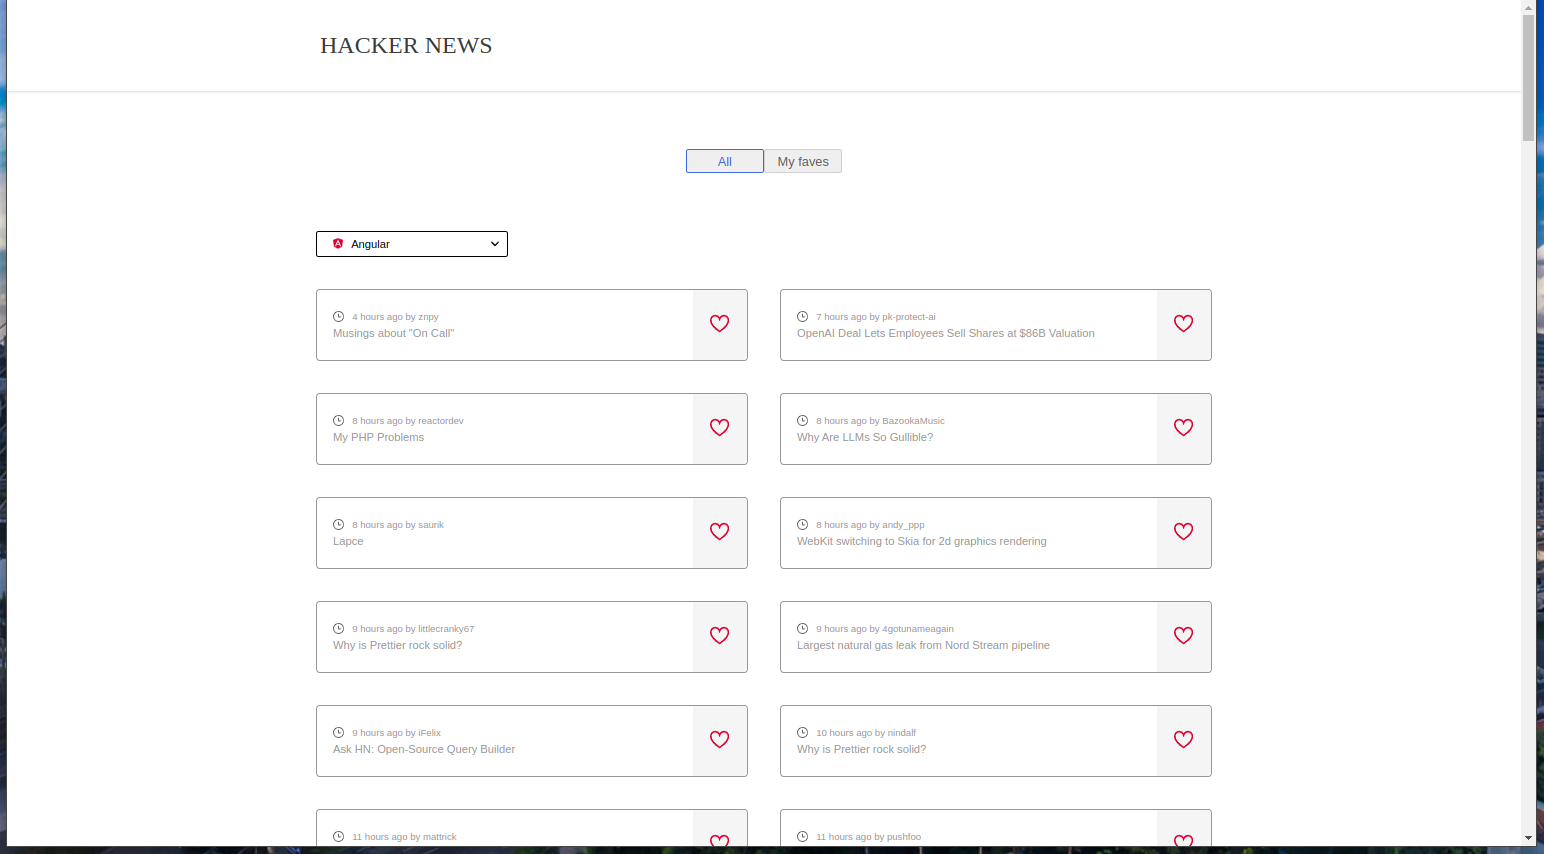 HACKER NEWS
All
My faves
Angular
4 hours ago by znpy
Musings about "On Call"
7 hours ago by pk-protect-ai
OpenAI Deal Lets Employees Sell Shares at $86B Valuation
8 hours ago by reactordev
My PHP Problems
8 hours ago by BazookaMusic
Why Are LLMs So Gullible?
8 hours ago by saurik
Lapce
8 hours ago by andy_ppp
WebKit switching to Skia for 2d graphics rendering
9 hours ago by littlecranky67
Why is Prettier rock solid?
9 hours ago by 4gotunameagain
Largest natural gas leak from Nord Stream pipeline
9 hours ago by iFelix
Ask HN: Open-Source Query Builder
10 hours ago by nindalf
Why is Prettier rock solid?
11 hours ago by mattrick
11 hours ago by pushfoo